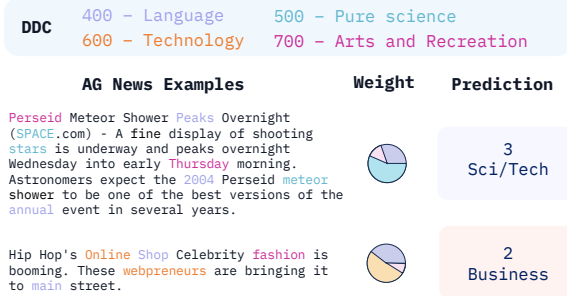 DDC
400 – Language 500 – Pure science
600 – Technology 700 – Arts and Recreation
AG News Examples Weight Prediction
Perseid Meteor Shower Peaks Overnight
(SPACE.com) - A fine display of shooting
stars is underway and peaks overnight
Wednesday into early Thursday morning.
Astronomers expect the 2004 Perseid meteor
shower to be one of the best versions of the
annual event in several years.
3
Sci/Tech
Hip Hop's Online Shop Celebrity fashion is
booming. These webpreneurs are bringing it
to main street.
2
Business